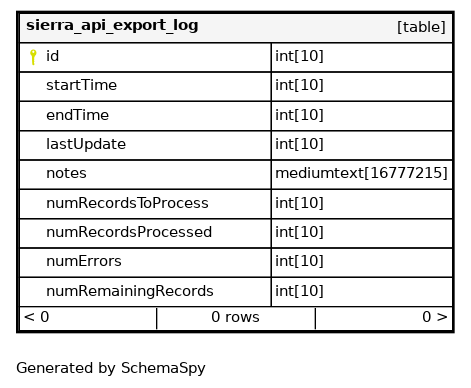 sierra_api_export_log [table]
id int[10]
startTime int[10]
endTime int[10]
lastUpdate int[10]
notes mediumtext[16777215]
numRecordsToProcess int[10]
numRecordsProcessed int[10]
numErrors int[10]
numRemainingRecords int[10]
< 0 0 rows 0 >
Generated by SchemaSpy